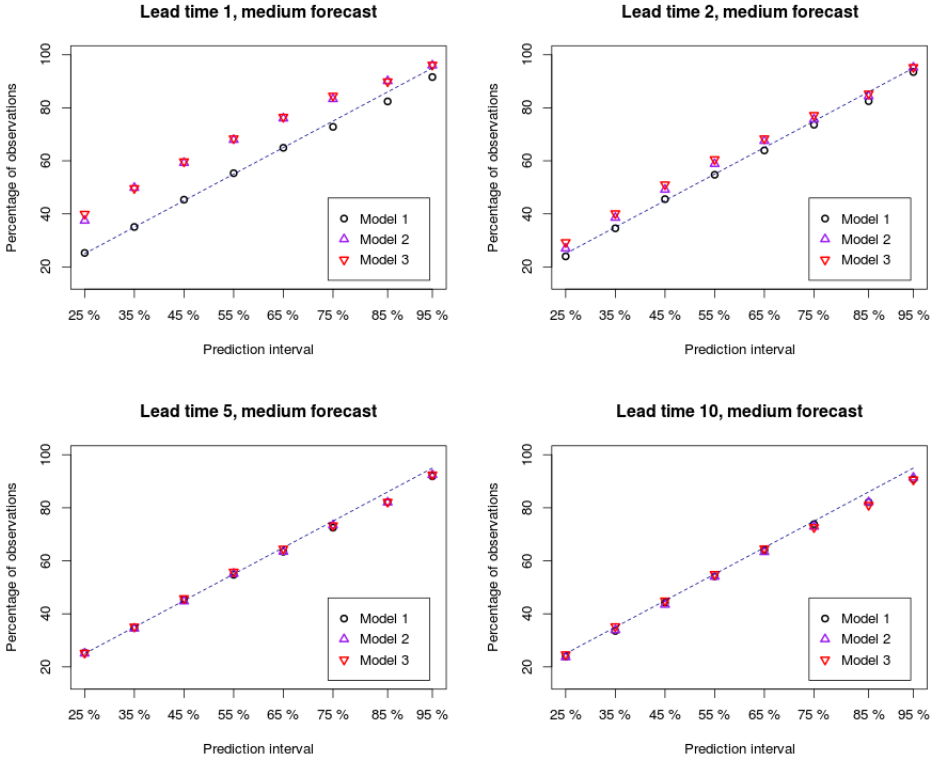 Lead time 1, medium forecast
Percentage of observations
100
80
60
40
20
Model 1
Model 2
Model 3
25 % 35 % 45 % 55 % 65 % 75 % 85 % 95 %
Prediction interval
Lead time 2, medium forecast
Percentage of observations
100
80
60
40
20
Model 1
Model 2
Model 3
25 % 35 % 45 % 55 % 65 % 75 % 85 % 95 %
Prediction interval
Lead time 5, medium forecast
Percentage of observations
100
80
60
40
20
Model 1
Model 2
Model 3
25 % 35 % 45 % 55 % 65 % 75 % 85 % 95 %
Prediction interval
Lead time 10, medium forecast
Percentage of observations
100
80
60
40
20
Model 1
Model 2
Model 3
25 % 35 % 45 % 55 % 65 % 75 % 85 % 95 %
Prediction interval